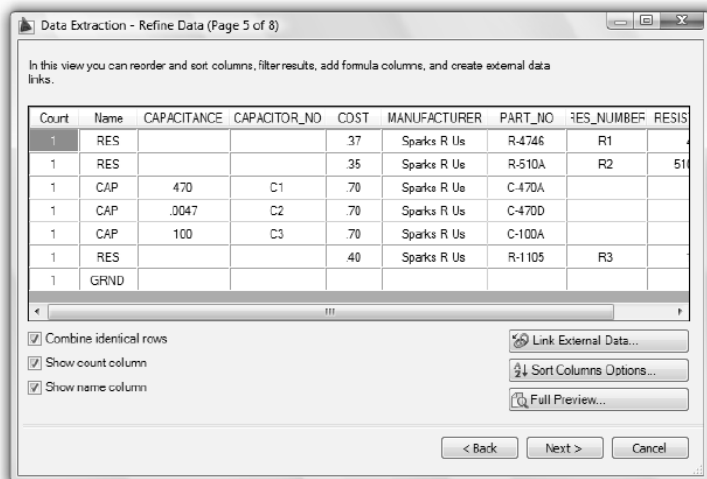 Data Extraction - Refine Data (Page 5 of 8)
In this view you can reorder and sort columns, filter results, add formula columns, and create external data
links.
Count Name CAPACITANCE CAPACITOR_NO COST MANUFACTURER PART_NO RES_NUMBER RESIS
1 RES .37 Sparks R Us R-4746 R1 4
1 RES .35 Sparks R Us R-510A R2 510
1 CAP 470 C1 .70 Sparks R Us C-470A
1 CAP .0047 C2 .70 Sparks R Us C-470D
1 CAP 100 C3 .70 Sparks R Us C-100A
1 RES .40 Sparks R Us R-1105 R3
1 GRND
Combine identical rows
Show count column
Show name column
Link External Data...
Sort Columns Options...
Full Preview...
< Back Next > Cancel